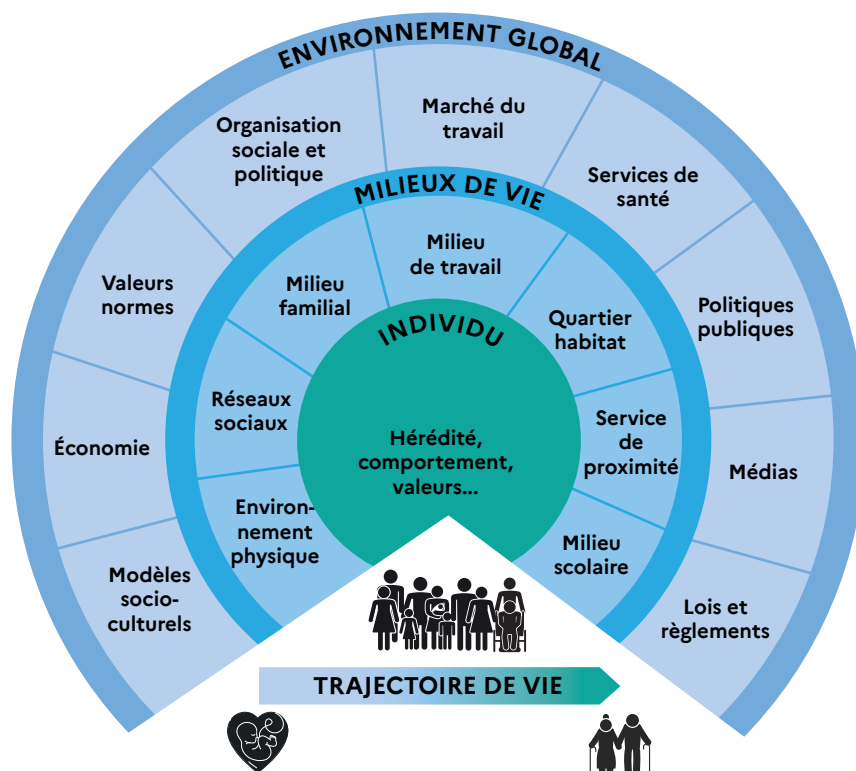 ENVIRONNEMENT GLOBAL
Organisation
sociale et
politique
Marché du
travail
Services de
santé
Valeurs
normes
Politiques
publiques
Économie
Médias
Modèles
socio-
culturels
Lois et
règlements
MILIEUX DE VIE
Milieu
familial
Milieu
de travail
Quartier
habitat
Réseaux
sociaux
Service
de
proximité
Environ-
nement
physique
Milieu
scolaire
INDIVIDU
Hérédité,
comportement,
valeurs...
TRAJECTOIRE DE VIE